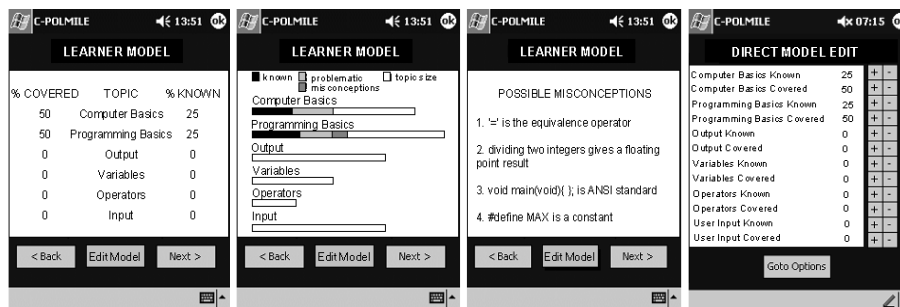 C-POLMILE 13:51 ok
LEARNER MODEL
% COVERED TOPIC % KNOWN
50 Computer Basics 25
50 Programming Basics 25
0 Output 0
0 Variables 0
0 Operators 0
0 Input 0
< Back Edit Model Next >
C-POLMILE 13:51 ok
LEARNER MODEL
known problematic topic size
misconceptions
Computer Basics
Programming Basics
Output
Variables
Operators
Input
< Back Edit Model Next >
C-POLMILE 13:51 ok
LEARNER MODEL
POSSIBLE MISCONCEPTIONS
1. '=' is the equivalence operator
2. dividing two integers gives a floating
point result
3. void main(void){ }; is ANSI standard
4. #define MAX is a constant
< Back Edit Model Next >
C-POLMILE 07:15
DIRECT MODEL EDIT
Computer Basics Known 25 + -
Computer Basics Covered 50 + -
Programming Basics Known 25 + -
Programming Basics Covered 50 + -
Output Known 0 + -
Output Covered 0 + -
Variables Known 0 + -
Variables Covered 0 + -
Operators Known 0 + -
Operators Covered 0 + -
User Input Known 0 + -
User Input Covered 0 + -
Goto Options